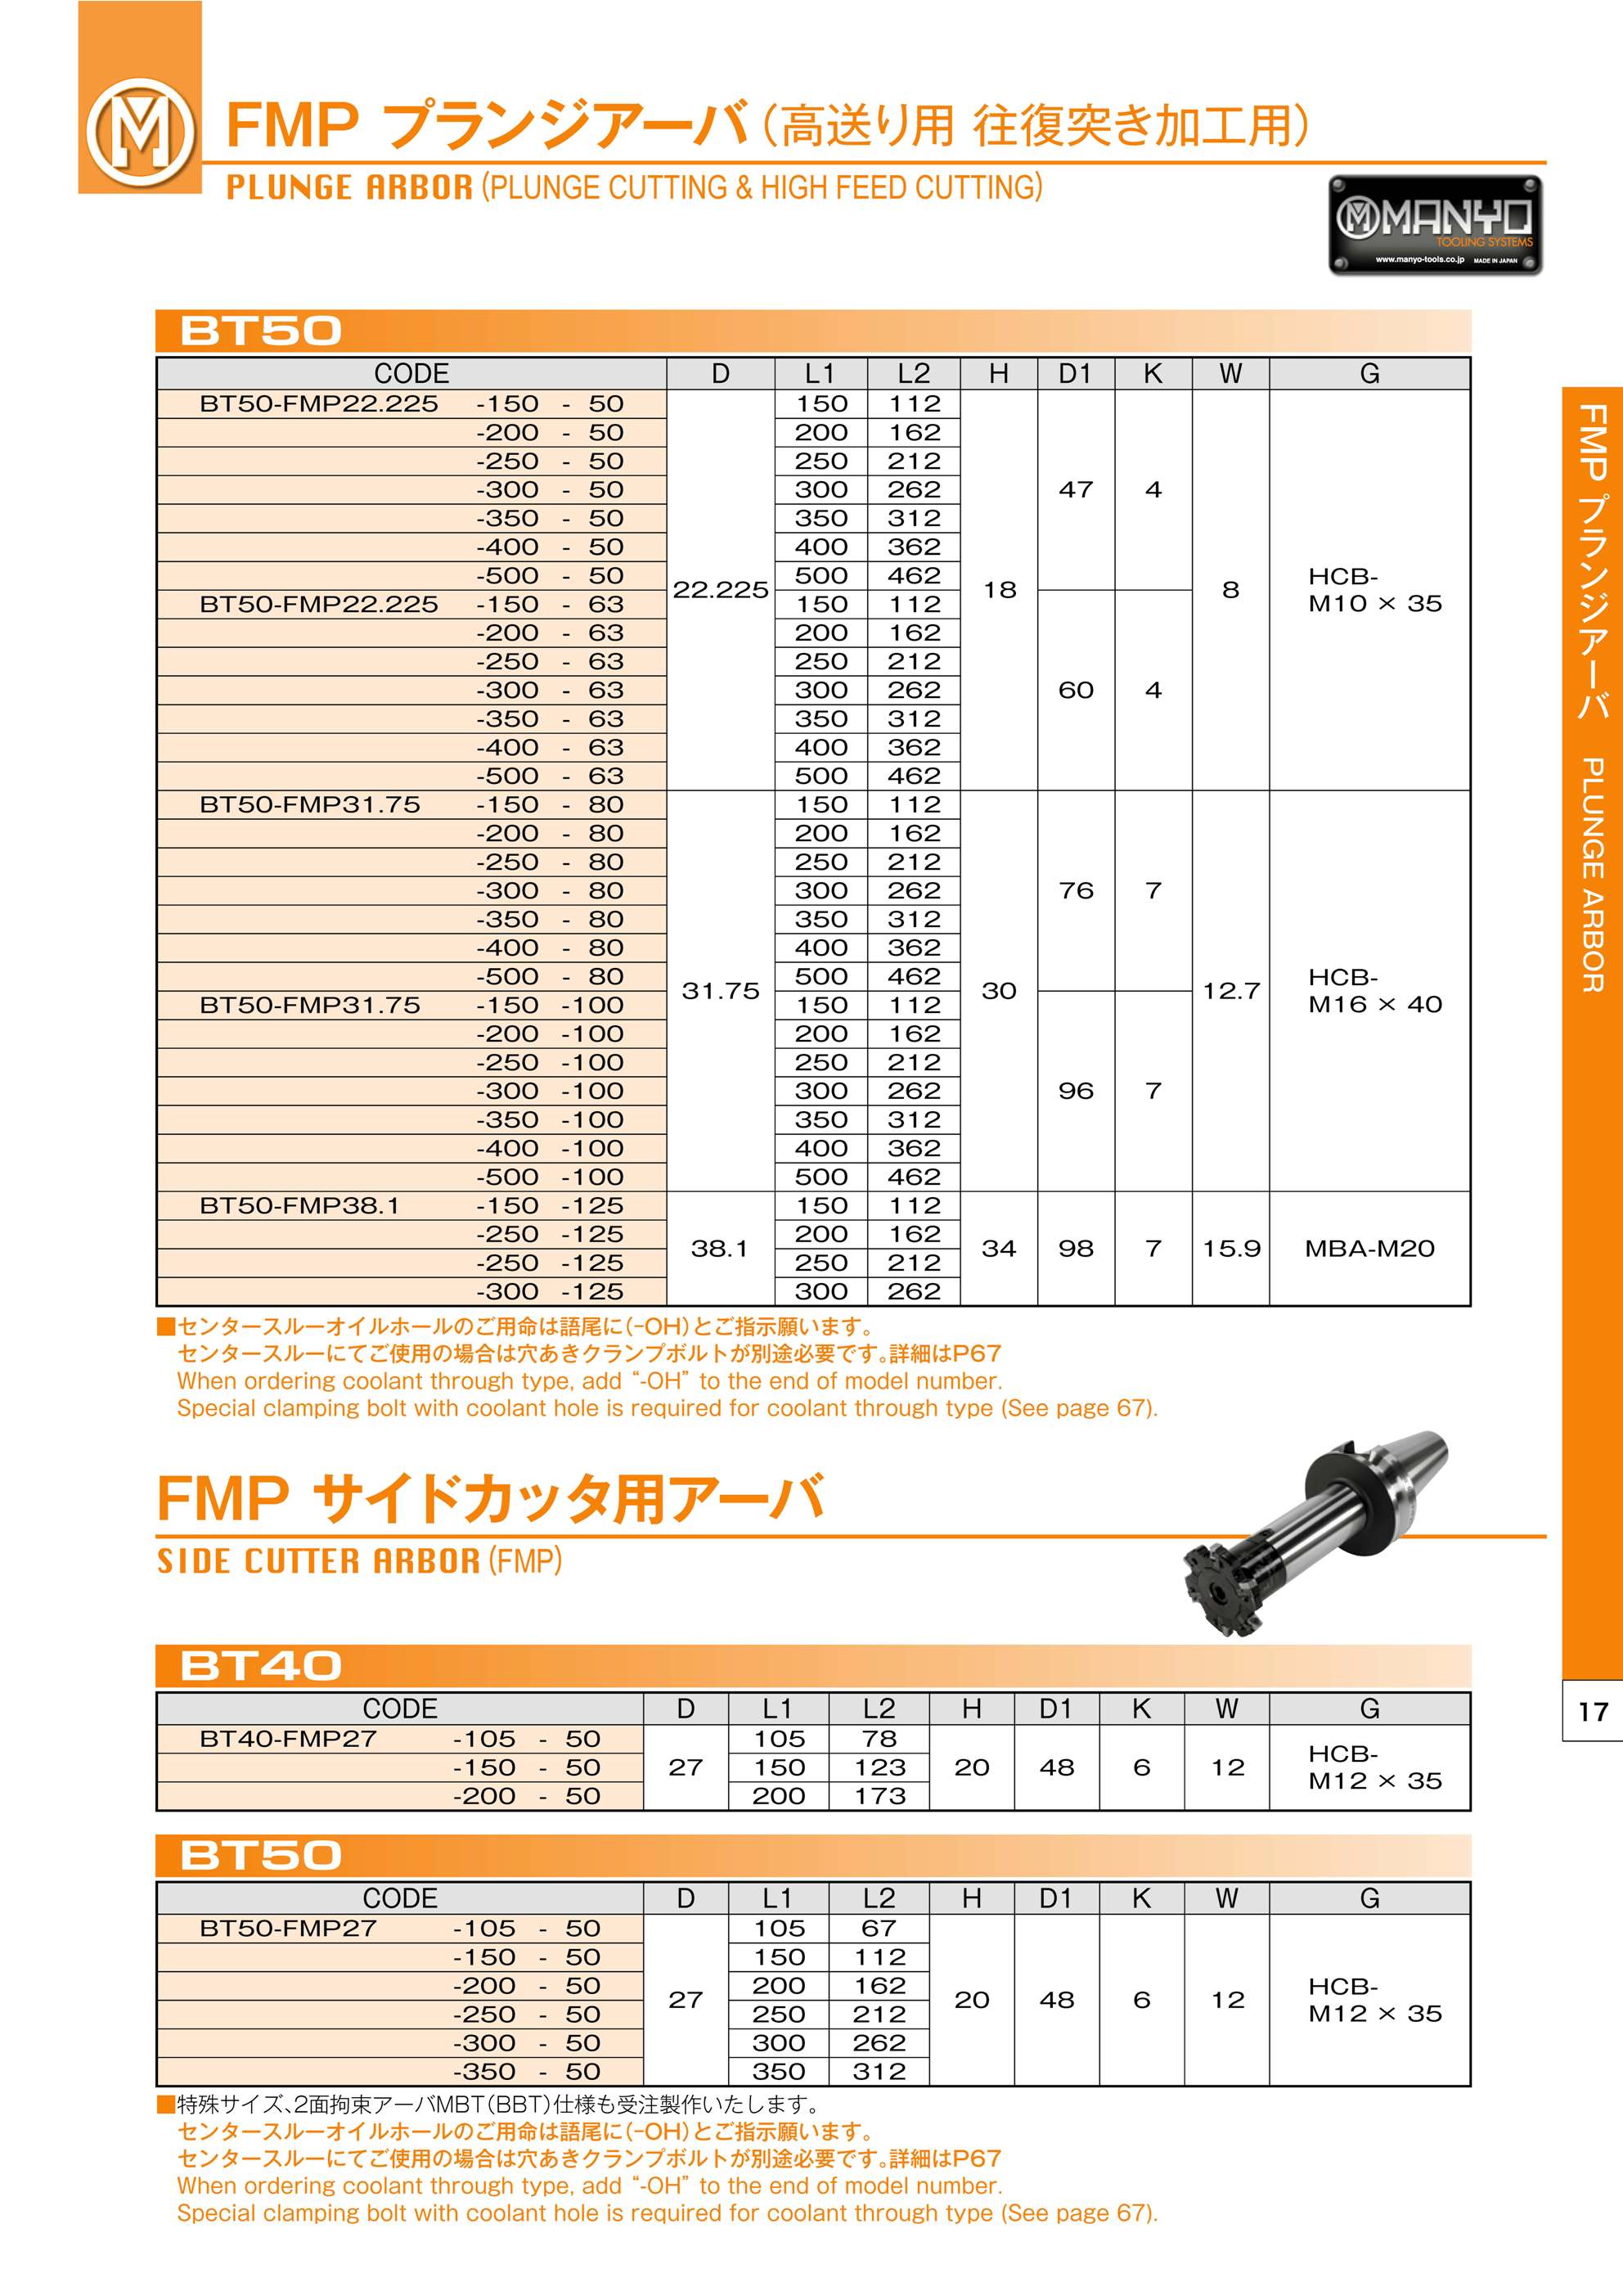 FMP プランジアーバ（高送り用 往復突き加工用）
PLUNGE ARBOR (PLUNGE CUTTING & HIGH FEED CUTTING)
MANYO
TOOLING SYSTEMS
www.manyo-tools.co.jp MADE IN JAPAN
BT50
CODE D L1 L2 H D1 K W G
BT50-FMP22.225 -150 - 50 150 112
-200 - 50 200 162
-250 - 50 250 212
-300 - 50 300 262 47 4
-350 - 50 350 312
-400 - 50 400 362
-500 - 50 500 462
22.225 18 8 HCB-
M10 × 35
BT50-FMP22.225 -150 - 63 150 112
-200 - 63 200 162
-250 - 63 250 212
-300 - 63 300 262 60 4
-350 - 63 350 312
-400 - 63 400 362
-500 - 63 500 462
BT50-FMP31.75 -150 - 80 150 112
-200 - 80 200 162
-250 - 80 250 212
-300 - 80 300 262 76 7
-350 - 80 350 312
-400 - 80 400 362
-500 - 80 500 462
31.75 30 12.7 HCB-
M16 × 40
BT50-FMP31.75 -150 -100 150 112
-200 -100 200 162
-250 -100 250 212
-300 -100 300 262 96 7
-350 -100 350 312
-400 -100 400 362
-500 -100 500 462
BT50-FMP38.1 -150 -125 150 112
-250 -125 200 162
38.1 34 98 7 15.9 MBA-M20
-250 -125 250 212
-300 -125 300 262
■センタースルーオイルホールのご用命は語尾に（-OH）とご指示願います。
センタースルーにてご使用の場合は穴あきクランプボルトが別途必要です。詳細はP67
When ordering coolant through type, add “-OH” to the end of model number.
Special clamping bolt with coolant hole is required for coolant through type (See page 67).
FMP サイドカッタ用アーバ
SIDE CUTTER ARBOR (FMP)
BT40
CODE D L1 L2 H D1 K W G
BT40-FMP27 -105 - 50 105 78
-150 - 50 27 150 123 20 48 6 12 HCB-
M12 × 35
-200 - 50 200 173
BT50
CODE D L1 L2 H D1 K W G
BT50-FMP27 -105 - 50 105 67
-150 - 50 150 112
-200 - 50 200 162
27 20 48 6 12 HCB-
M12 × 35
-250 - 50 250 212
-300 - 50 300 262
-350 - 50 350 312
■特殊サイズ、2面拘束アーバMBT（BBT）仕様も受注製作いたします。
センタースルーオイルホールのご用命は語尾に（-OH）とご指示願います。
センタースルーにてご使用の場合は穴あきクランプボルトが別途必要です。詳細はP67
When ordering coolant through type, add “-OH” to the end of model number.
Special clamping bolt with coolant hole is required for coolant through type (See page 67).
FMP プランジアーバ PLUNGE ARBOR
17